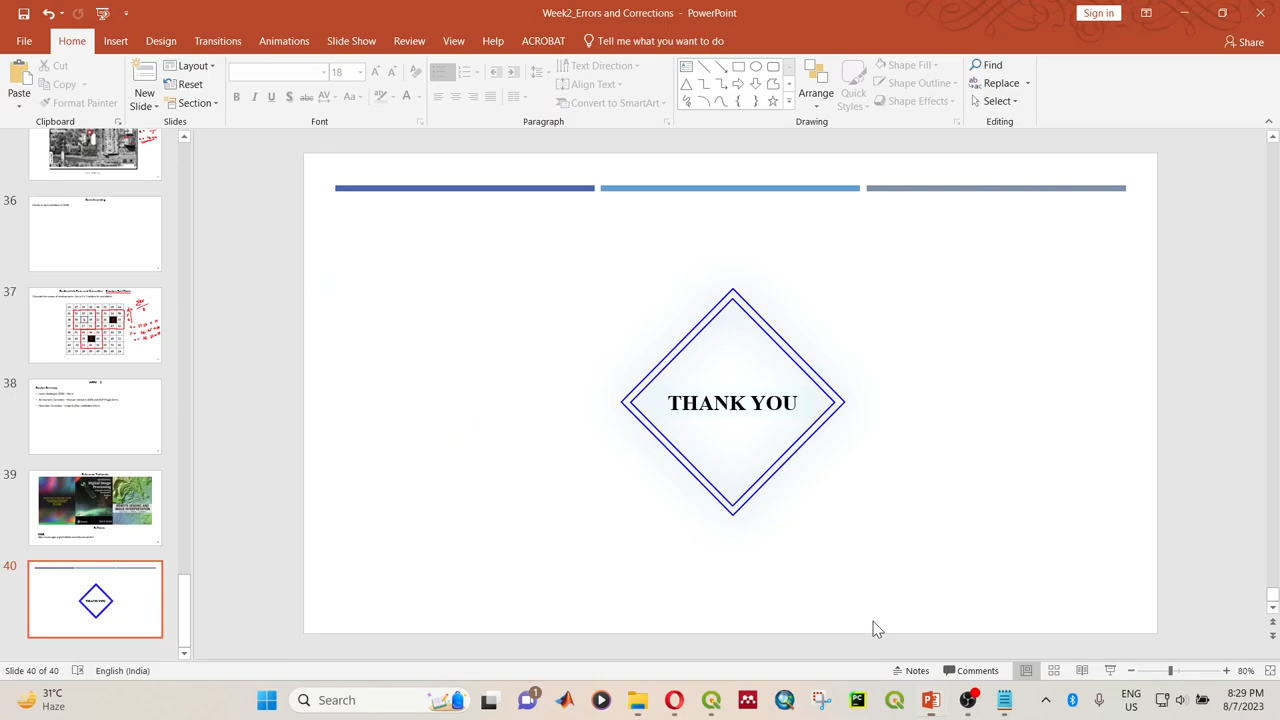 Week2_Errors and Corrections - PowerPoint
Sign in
File Home Insert Design Transitions Animations Slide Show Review View Help ACROBAT Tell me what you want to do
Share
Paste
Cut
Copy
Format Painter
Clipboard
New Slide
Layout
Reset
Section
Slides
18
Font
Text Direction
Align Text
Convert to SmartArt
Paragraph
Arrange
Quick Styles
Shape Fill
Shape Outline
Shape Effects
Drawing
Find
Replace
Select
Editing
36
37
38
39
40
THANK YOU
THANK YOU
Slide 40 of 40
English (India)
Notes
Comments
80%
31°C
Haze
Search
ENG
US
8:29 PM
8/7/2023